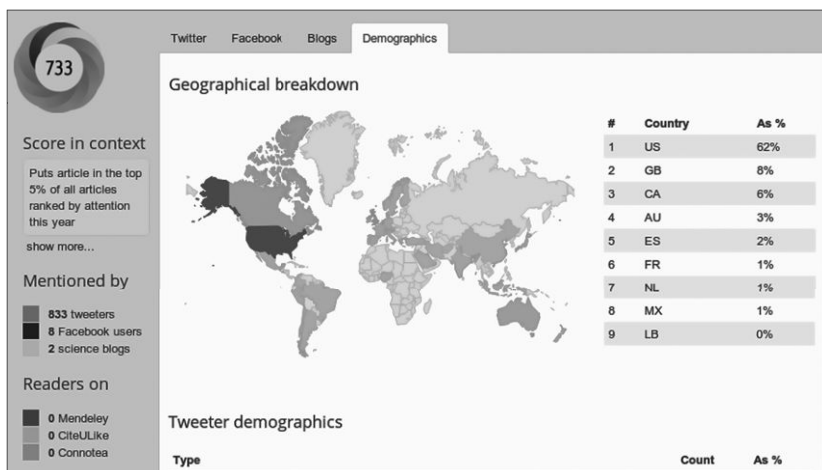 733
Score in context
Puts article in the top
5% of all articles
ranked by attention
this year
show more...
Mentioned by
833 tweeters
8 Facebook users
2 science blogs
Readers on
0 Mendeley
0 CiteULike
0 Connotea
Twitter Facebook Blogs Demographics
Geographical breakdown
# Country As %
1 US 62%
2 GB 8%
3 CA 6%
4 AU 3%
5 ES 2%
6 FR 1%
7 NL 1%
8 MX 1%
9 LB 0%
Tweeter demographics
Type Count As %